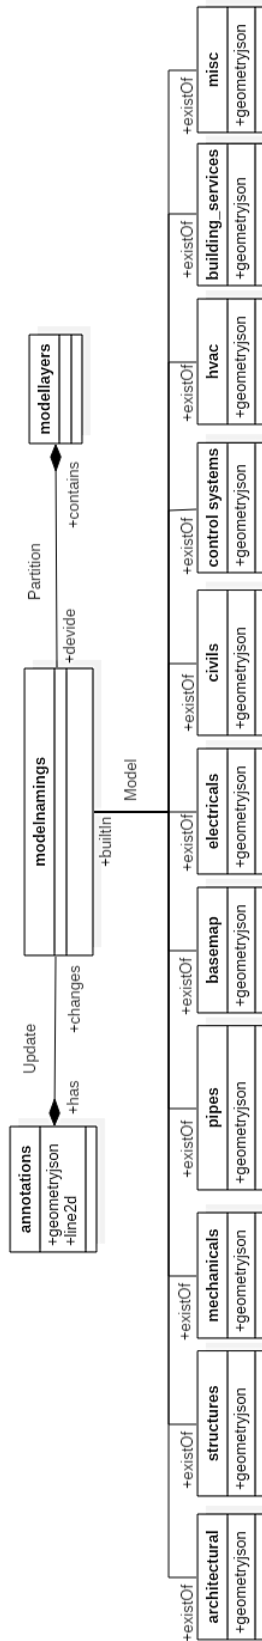 annotations
+geometryjson
+line2d
Update
+has
+changes
modelnamings
Partition
+devide
+contains
modellayers
+builtIn
Model
+existOf
architectural
+geometryjson
+existOf
structures
+geometryjson
+existOf
mechanicals
+geometryjson
+existOf
pipes
+geometryjson
+existOf
basemap
+geometryjson
+existOf
electricals
+geometryjson
+existOf
civils
+geometryjson
+existOf
control systems
+geometryjson
+existOf
hvac
+geometryjson
+existOf
building_services
+geometryjson
+existOf
misc
+geometryjson